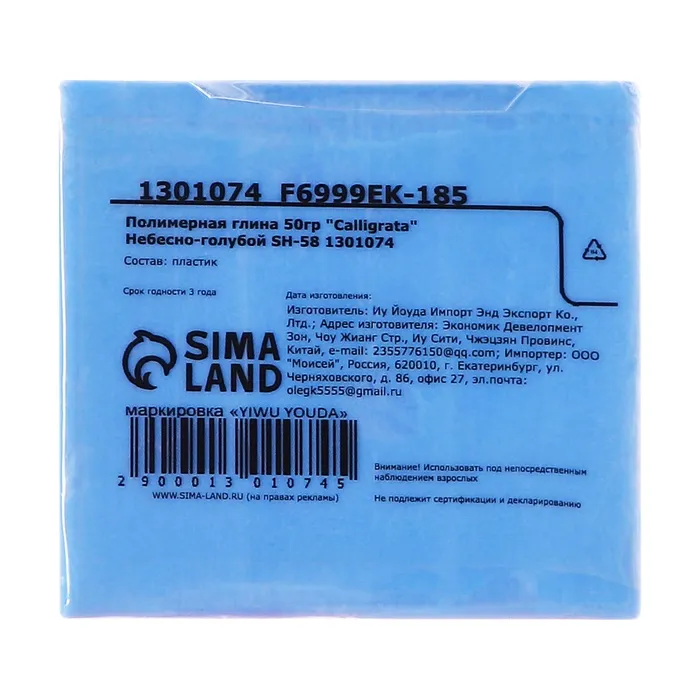 1301074 F6999EK-185
Полимерная глина 50гр "Calligrata"
Небесно-голубой SH-58 1301074
Состав: пластик
Срок годности 3 года
Дата изготовления:
Изготовитель: Иу Йоуда Импорт Энд Экспорт Ко.,
Лтд.; Адрес изготовителя: Экономик Девелопмент
Зон, Чоу Жианг Стр., Иу Сити, Чжэцзян Провинс,
Китай, e-mail: 2355776150@qq.com; Импортер: ООО
"Моисей", Россия, 620010, г. Екатеринбург, ул.
Черняховского, д. 86, офис 27, эл.почта:
olegk5555@gmail.ru
SIMA
LAND
маркировка «YIWU YOUDA»
2 900013 010745
WWW.SIMA-LAND.RU (на правах рекламы)
Внимание! Использовать под непосредственным
наблюдением взрослых
Не подлежит сертификации и декларированию